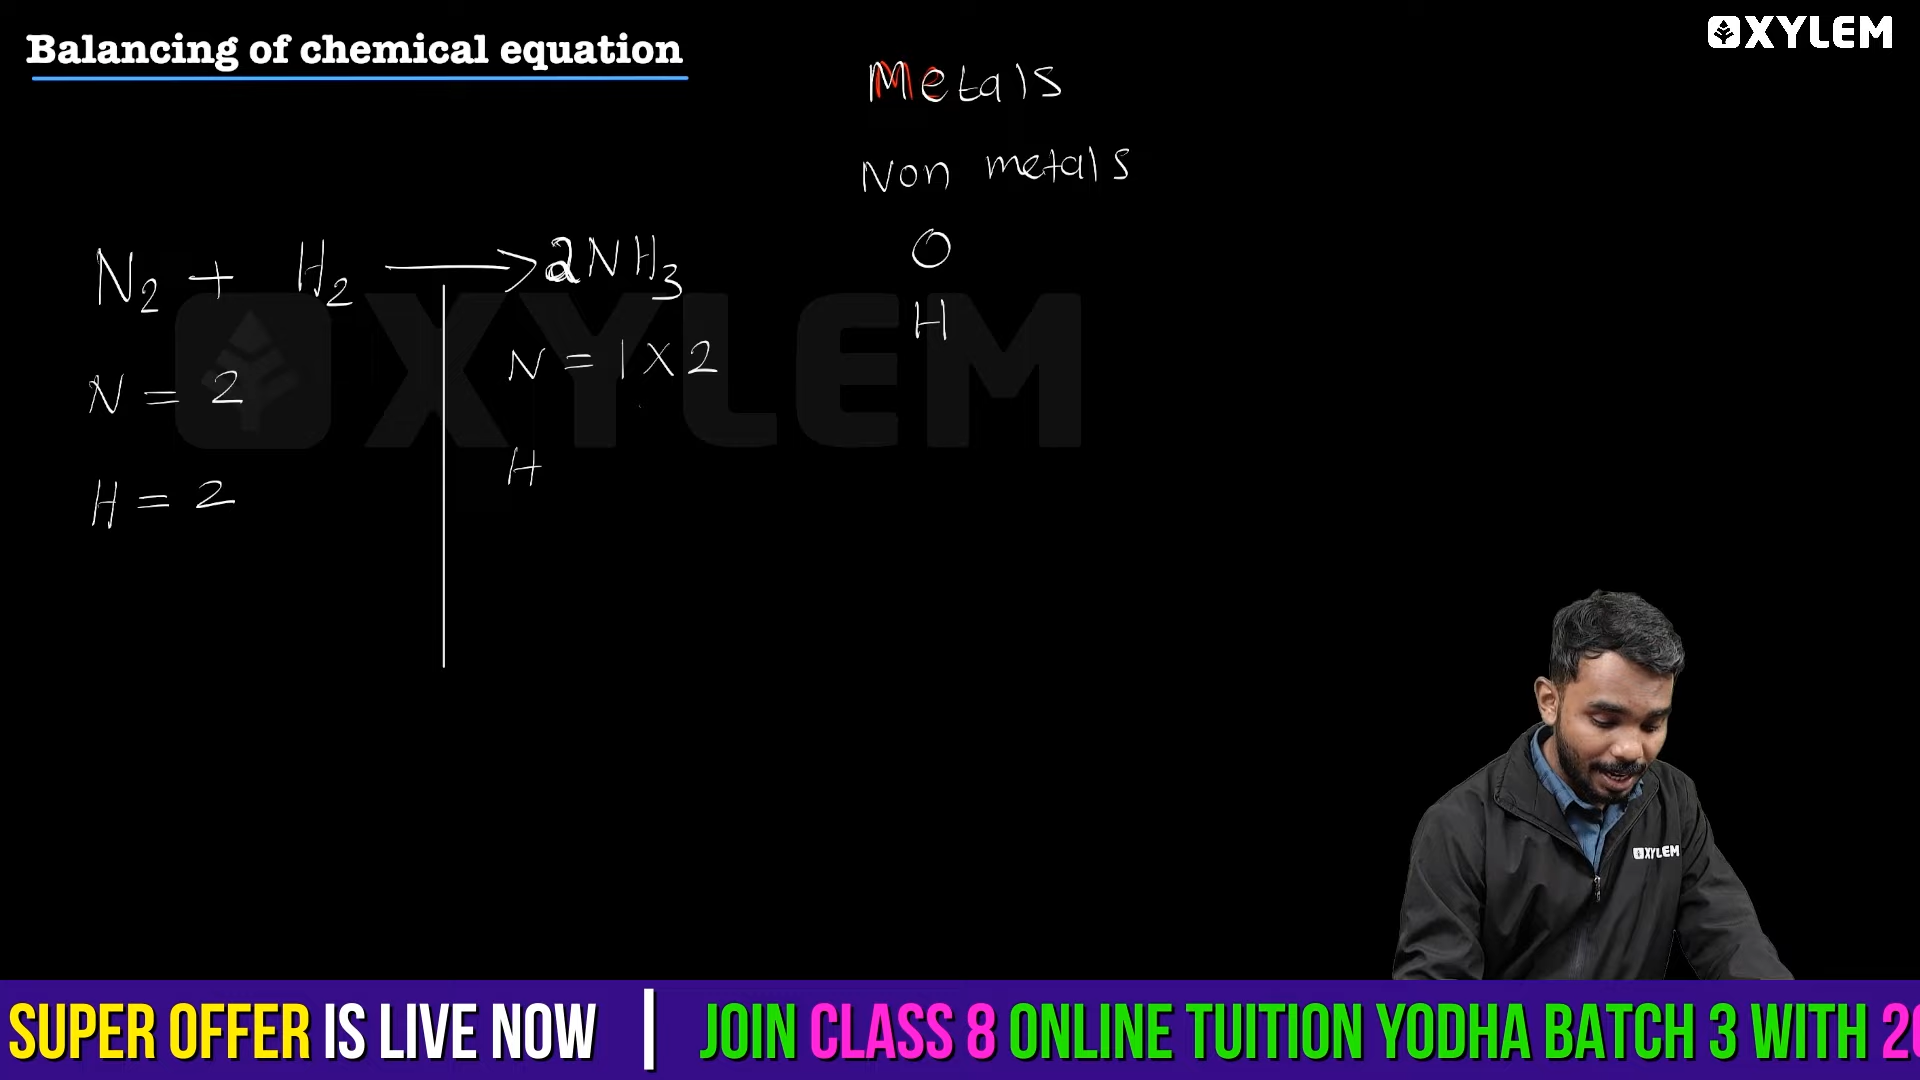 Balancing of chemical equation
XYLEM
Metals
Non metals
O
H
N₂ + H₂ → 2NH₃
N = 2
H = 2
N = 1 × 2
H
XYLEM
XYLEM
SUPER OFFER IS LIVE NOW | JOIN CLASS 8 ONLINE TUITION YODHA BATCH 3 WITH